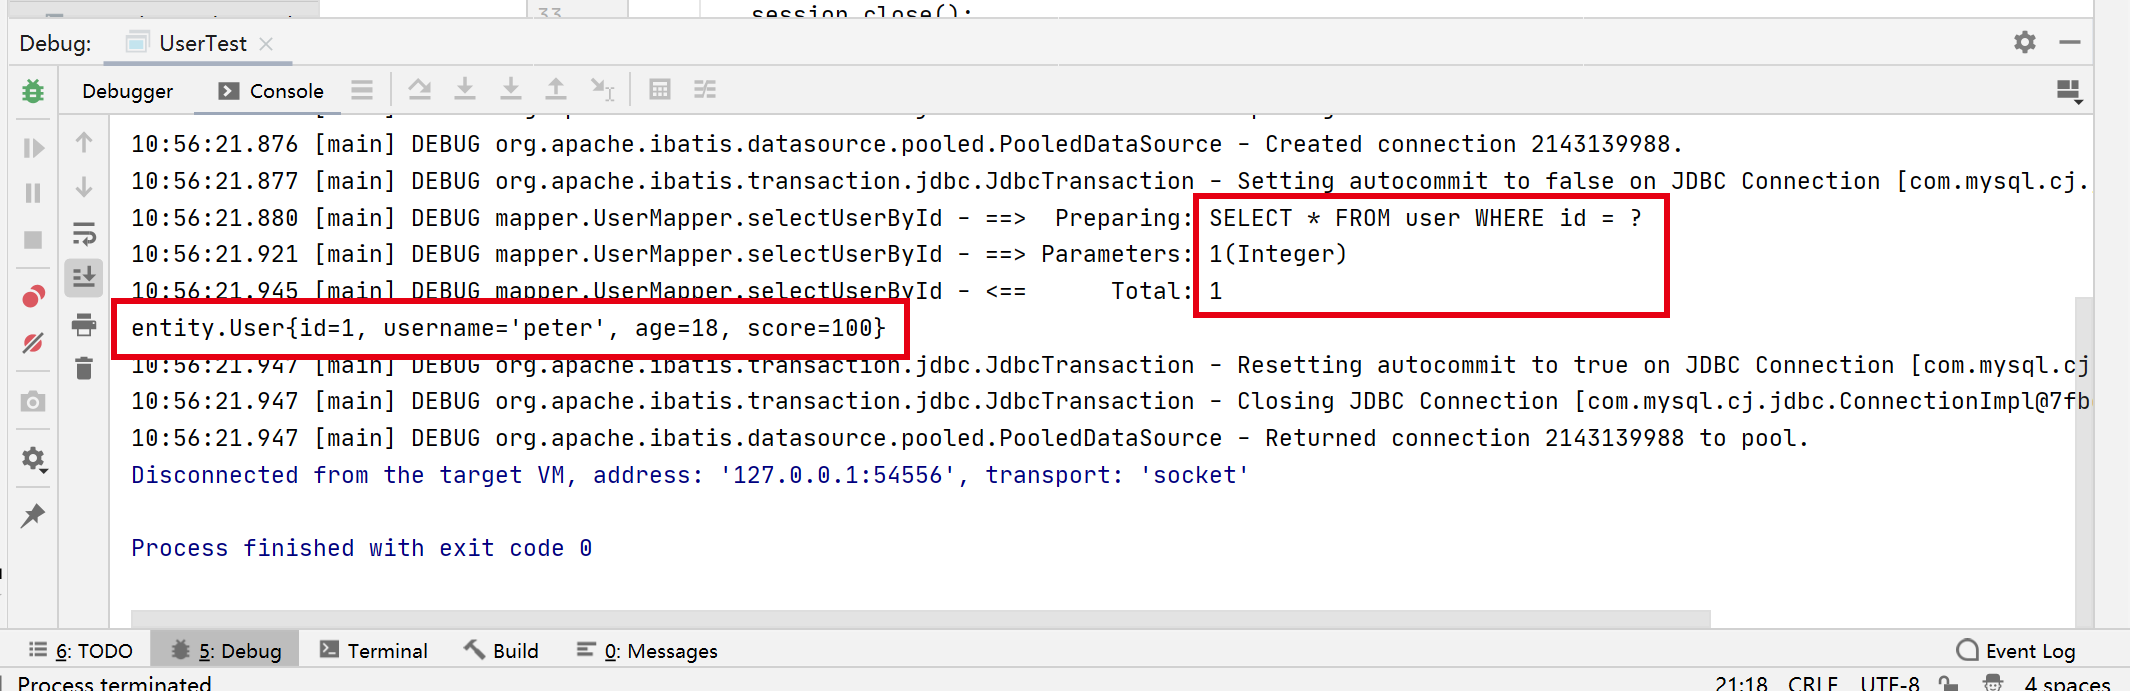 33 session.close();
Debug: UserTest
Debugger Console
10:56:21.876 [main] DEBUG org.apache.ibatis.datasource.pooled.PooledDataSource - Created connection 2143139988.
10:56:21.877 [main] DEBUG org.apache.ibatis.transaction.jdbc.JdbcTransaction - Setting autocommit to false on JDBC Connection [com.mysql.cj.
10:56:21.880 [main] DEBUG mapper.UserMapper.selectUserById - ==>  Preparing: SELECT * FROM user WHERE id = ?
10:56:21.921 [main] DEBUG mapper.UserMapper.selectUserById - ==> Parameters: 1(Integer)
10:56:21.945 [main] DEBUG mapper.UserMapper.selectUserById - <==      Total: 1
entity.User{id=1, username='peter', age=18, score=100}
10:56:21.947 [main] DEBUG org.apache.ibatis.transaction.jdbc.JdbcTransaction - Resetting autocommit to true on JDBC Connection [com.mysql.cj
10:56:21.947 [main] DEBUG org.apache.ibatis.transaction.jdbc.JdbcTransaction - Closing JDBC Connection [com.mysql.cj.jdbc.ConnectionImpl@7fb
10:56:21.947 [main] DEBUG org.apache.ibatis.datasource.pooled.PooledDataSource - Returned connection 2143139988 to pool.
Disconnected from the target VM, address: '127.0.0.1:54556', transport: 'socket'
Process finished with exit code 0
6: TODO 5: Debug Terminal Build 0: Messages Event Log
Process terminated 21:18 CRLF UTF-8 4 spaces